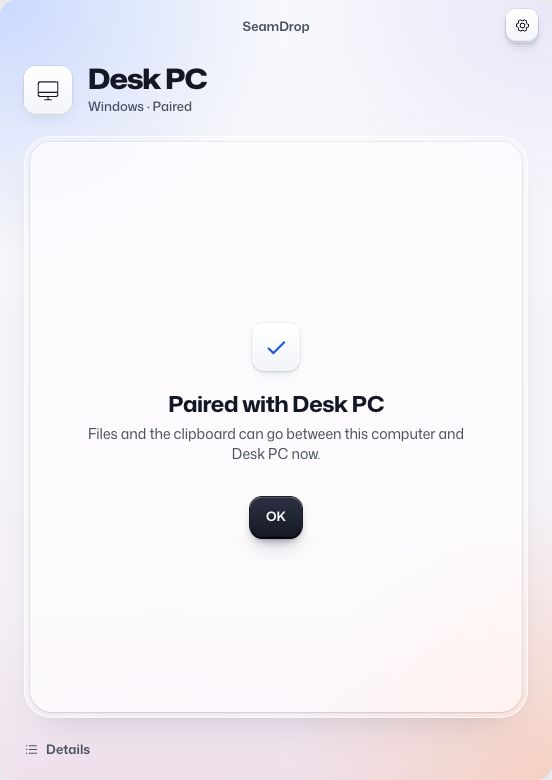 SeamDrop
Desk PC
Windows · Paired
Paired with Desk PC
Files and the clipboard can go between this computer and
Desk PC now.
OK
Details